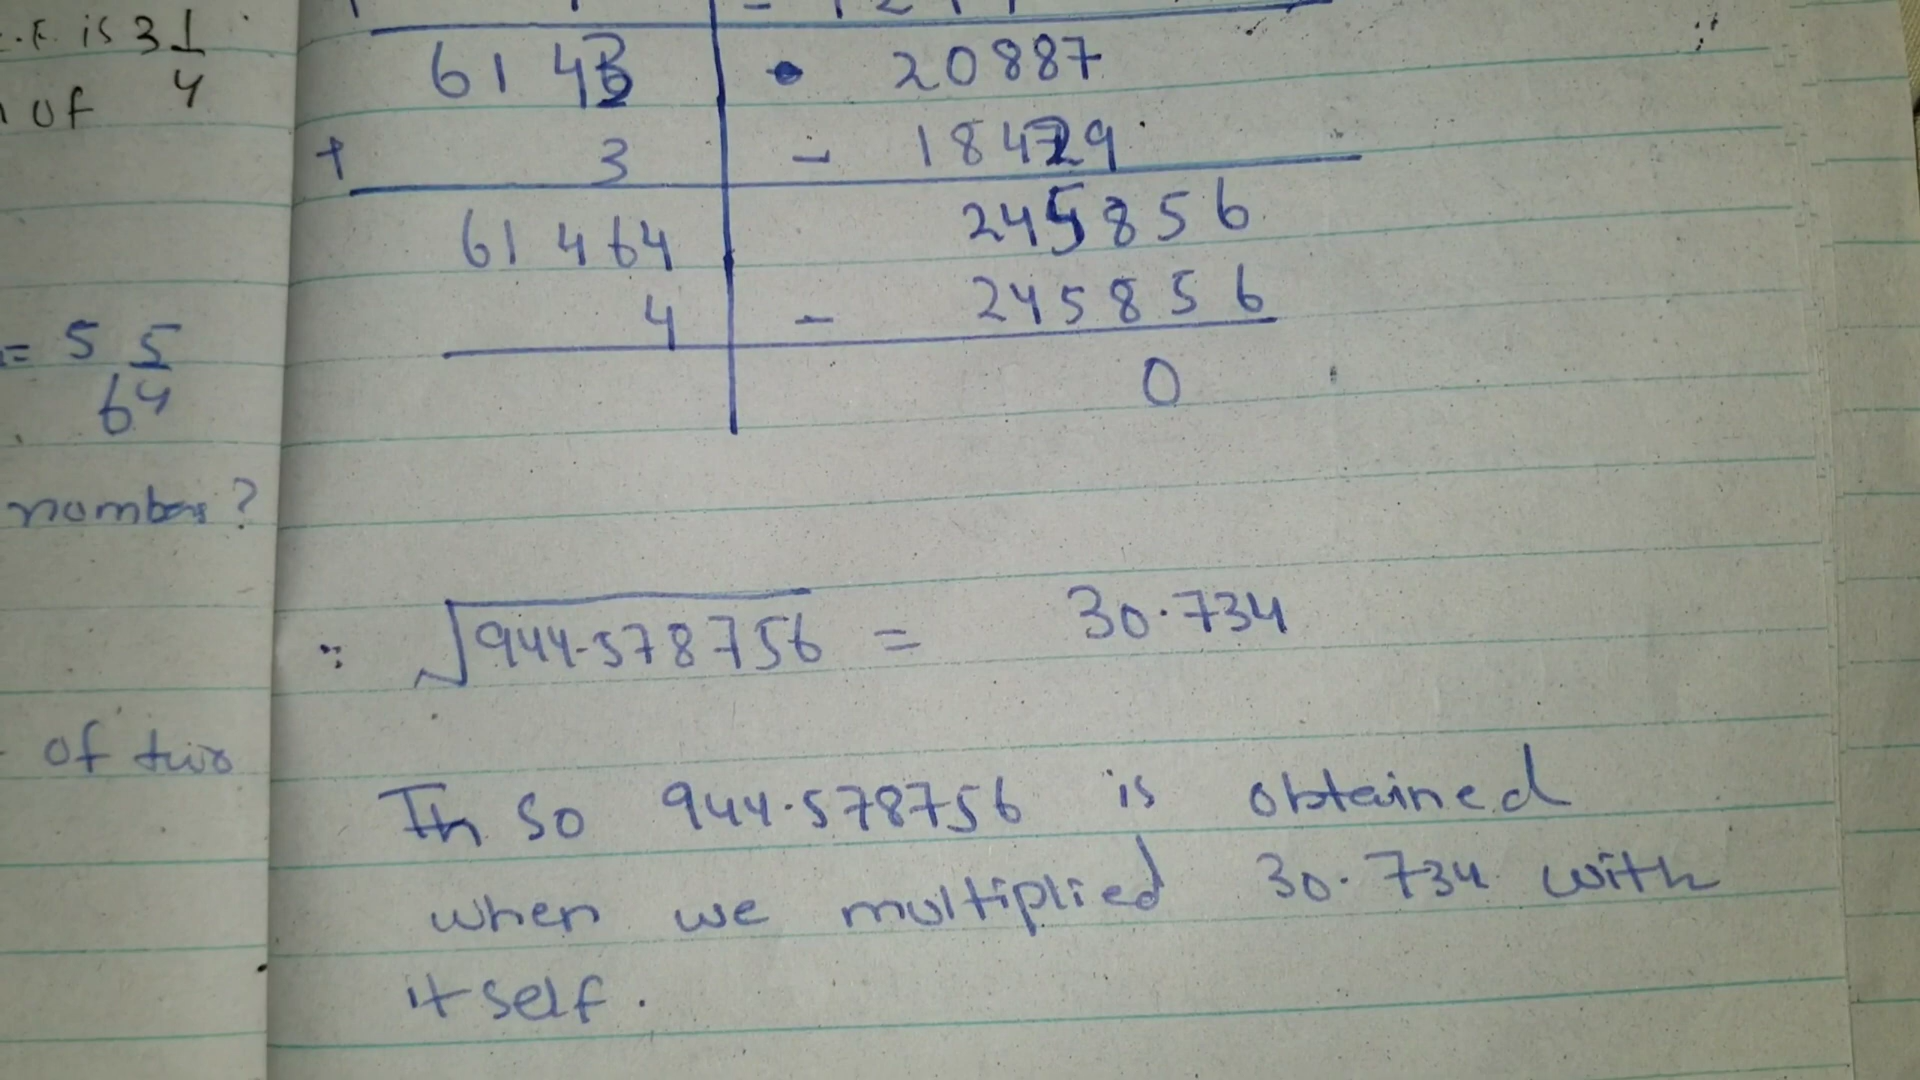 .F. is 3 1/4
of
= 5 5/64
numbers?
of two
6143 20887
+ 3 - 18429
61464 245856
4 - 245856
0
∴ √944.578756 = 30.734
so 944.578756 is obtained
when we multiplied 30.734 with
itself.